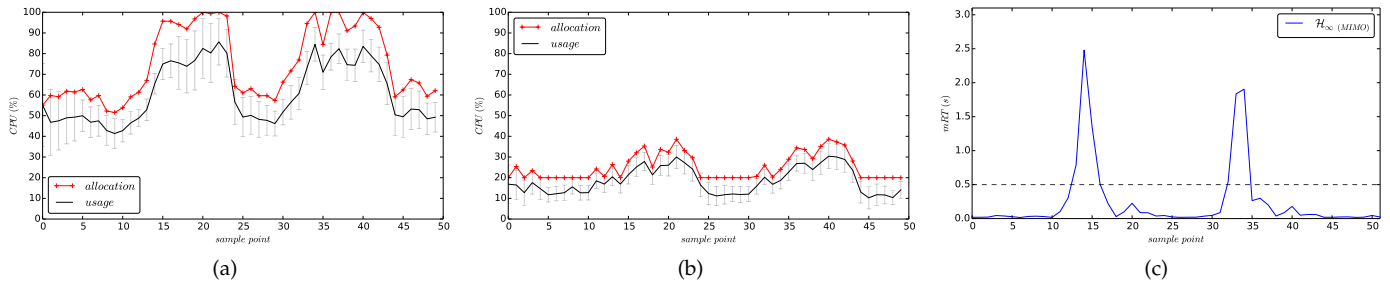 100
90
80
70
60
50
40
30
20
10
0
CPU (%)
allocation
usage
0 5 10 15 20 25 30 35 40 45 50
sample point
(a)
100
90
80
70
60
50
40
30
20
10
0
CPU (%)
allocation
usage
0 5 10 15 20 25 30 35 40 45 50
sample point
(b)
3.0
2.5
2.0
1.5
1.0
0.5
0.0
mRT (s)
ℋ∞ (MIMO)
0 5 10 15 20 25 30 35 40 45 50
sample point
(c)